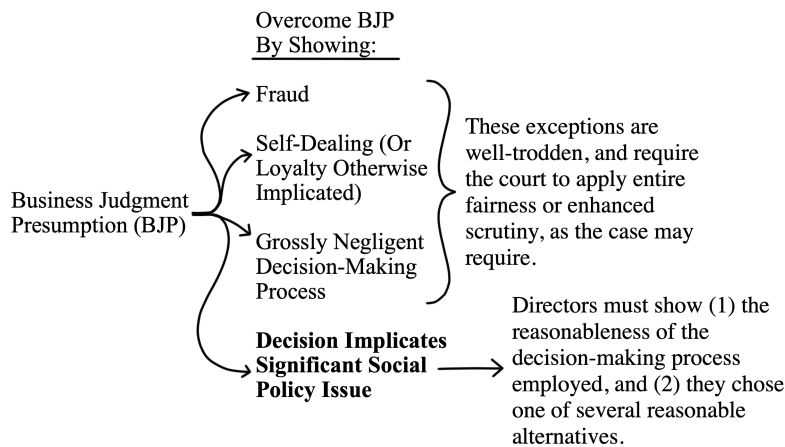 Overcome BJP
By Showing:
Fraud
Self-Dealing (Or
Loyalty Otherwise
Implicated)
Grossly Negligent
Decision-Making
Process
Decision Implicates
Significant Social
Policy Issue
Business Judgment
Presumption (BJP)
These exceptions are
well-trodden, and require
the court to apply entire
fairness or enhanced
scrutiny, as the case may
require.
Directors must show (1) the
reasonableness of the
decision-making process
employed, and (2) they chose
one of several reasonable
alternatives.